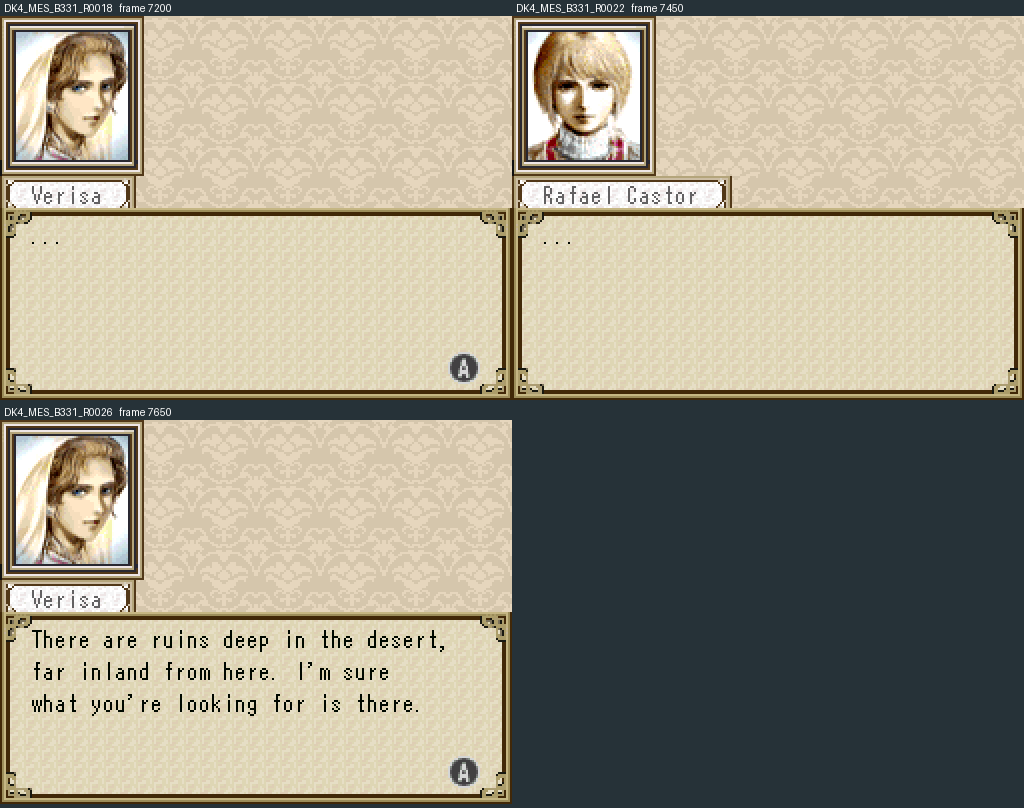 DK4_MES_B331_R0018 frame 7200
Verisa
...
A
DK4_MES_B331_R0022 frame 7450
Rafael Castor
...
DK4_MES_B331_R0026 frame 7650
Verisa
There are ruins deep in the desert,
far inland from here. I'm sure
what you're looking for is there.
A